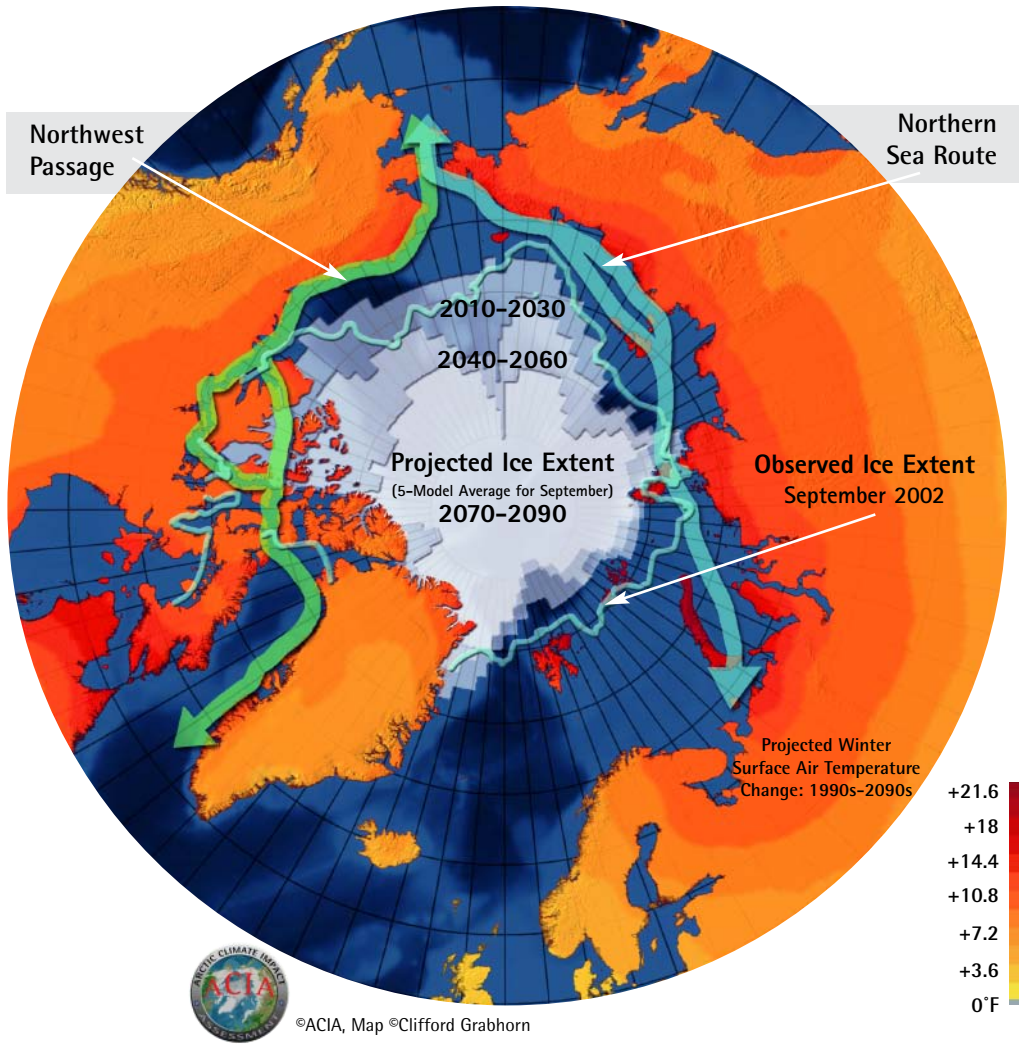 Northwest
Passage
Northern
Sea Route
2010–2030
2040–2060
Projected Ice Extent
(5-Model Average for September)
2070–2090
Observed Ice Extent
September 2002
Projected Winter
Surface Air Temperature
Change: 1990s-2090s
+21.6
+18
+14.4
+10.8
+7.2
+3.6
0˚F
ARCTIC CLIMATE IMPACT
ACIA
ASSESSMENT
©ACIA, Map ©Clifford Grabhorn